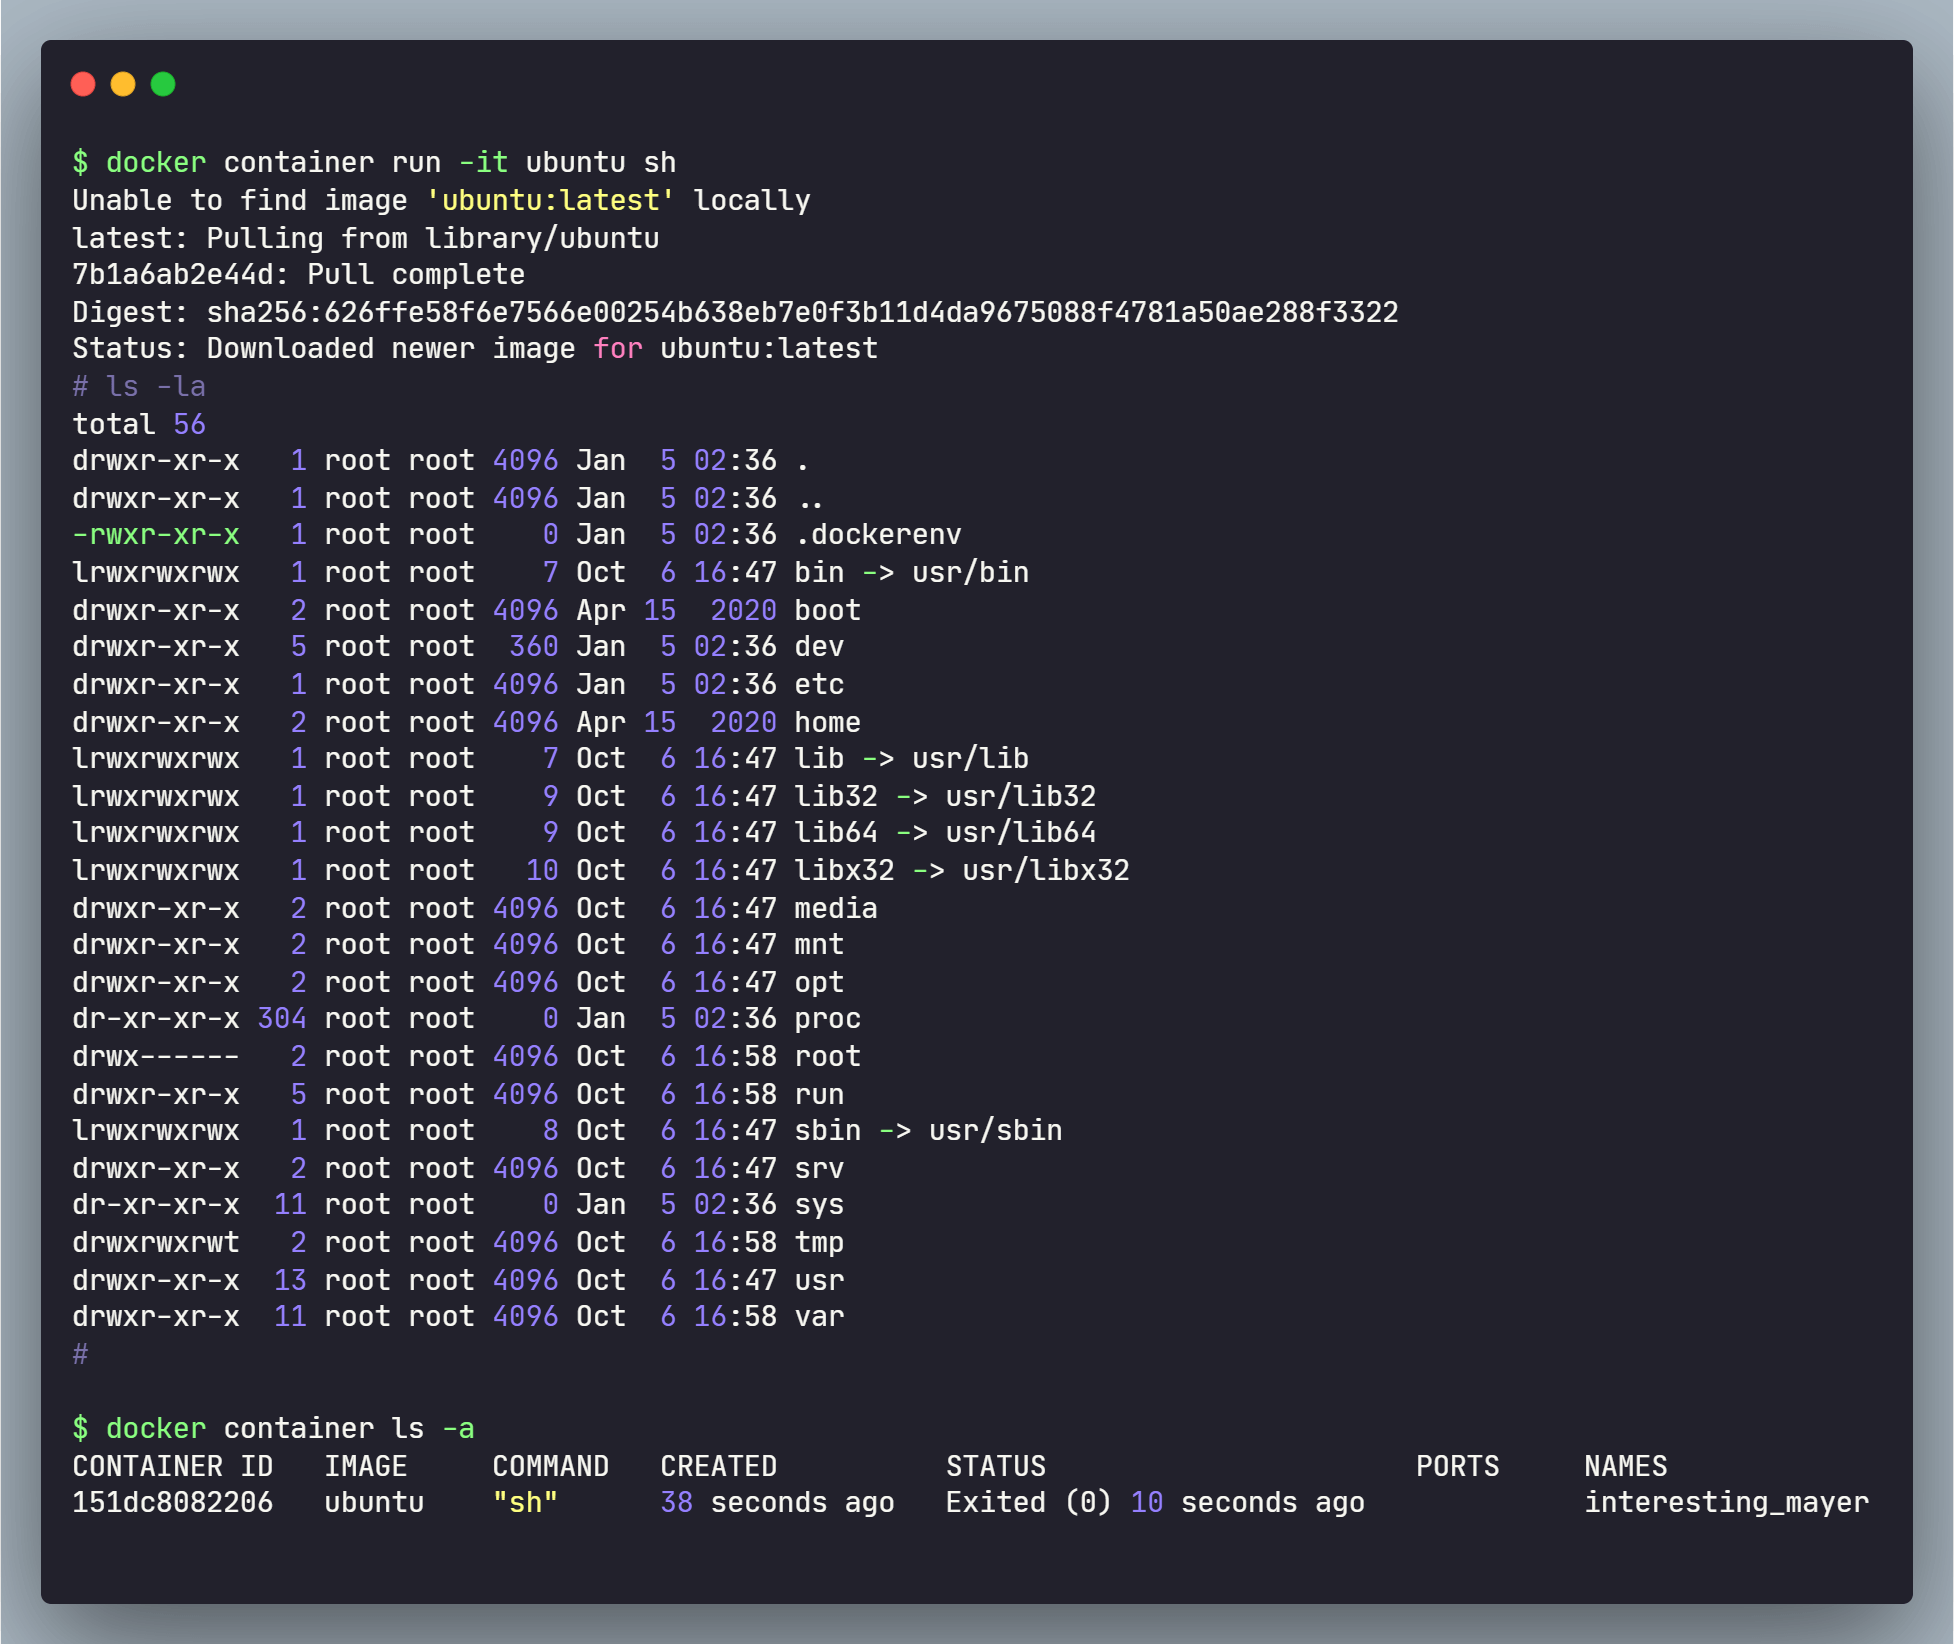 $ docker container run -it ubuntu sh
Unable to find image 'ubuntu:latest' locally
latest: Pulling from library/ubuntu
7b1a6ab2e44d: Pull complete
Digest: sha256:626ffe58f6e7566e00254b638eb7e0f3b11d4da9675088f4781a50ae288f3322
Status: Downloaded newer image for ubuntu:latest
# ls -la
total 56
drwxr-xr-x   1 root root 4096 Jan  5 02:36 .
drwxr-xr-x   1 root root 4096 Jan  5 02:36 ..
-rwxr-xr-x   1 root root    0 Jan  5 02:36 .dockerenv
lrwxrwxrwx   1 root root    7 Oct  6 16:47 bin -> usr/bin
drwxr-xr-x   2 root root 4096 Apr 15  2020 boot
drwxr-xr-x   5 root root  360 Jan  5 02:36 dev
drwxr-xr-x   1 root root 4096 Jan  5 02:36 etc
drwxr-xr-x   2 root root 4096 Apr 15  2020 home
lrwxrwxrwx   1 root root    7 Oct  6 16:47 lib -> usr/lib
lrwxrwxrwx   1 root root    9 Oct  6 16:47 lib32 -> usr/lib32
lrwxrwxrwx   1 root root    9 Oct  6 16:47 lib64 -> usr/lib64
lrwxrwxrwx   1 root root   10 Oct  6 16:47 libx32 -> usr/libx32
drwxr-xr-x   2 root root 4096 Oct  6 16:47 media
drwxr-xr-x   2 root root 4096 Oct  6 16:47 mnt
drwxr-xr-x   2 root root 4096 Oct  6 16:47 opt
dr-xr-xr-x 304 root root    0 Jan  5 02:36 proc
drwx------   2 root root 4096 Oct  6 16:58 root
drwxr-xr-x   5 root root 4096 Oct  6 16:58 run
lrwxrwxrwx   1 root root    8 Oct  6 16:47 sbin -> usr/sbin
drwxr-xr-x   2 root root 4096 Oct  6 16:47 srv
dr-xr-xr-x  11 root root    0 Jan  5 02:36 sys
drwxrwxrwt   2 root root 4096 Oct  6 16:58 tmp
drwxr-xr-x  13 root root 4096 Oct  6 16:47 usr
drwxr-xr-x  11 root root 4096 Oct  6 16:58 var
#
$ docker container ls -a
CONTAINER ID   IMAGE     COMMAND   CREATED          STATUS                      PORTS     NAMES
151dc8082206   ubuntu    "sh"      38 seconds ago   Exited (0) 10 seconds ago             interesting_mayer